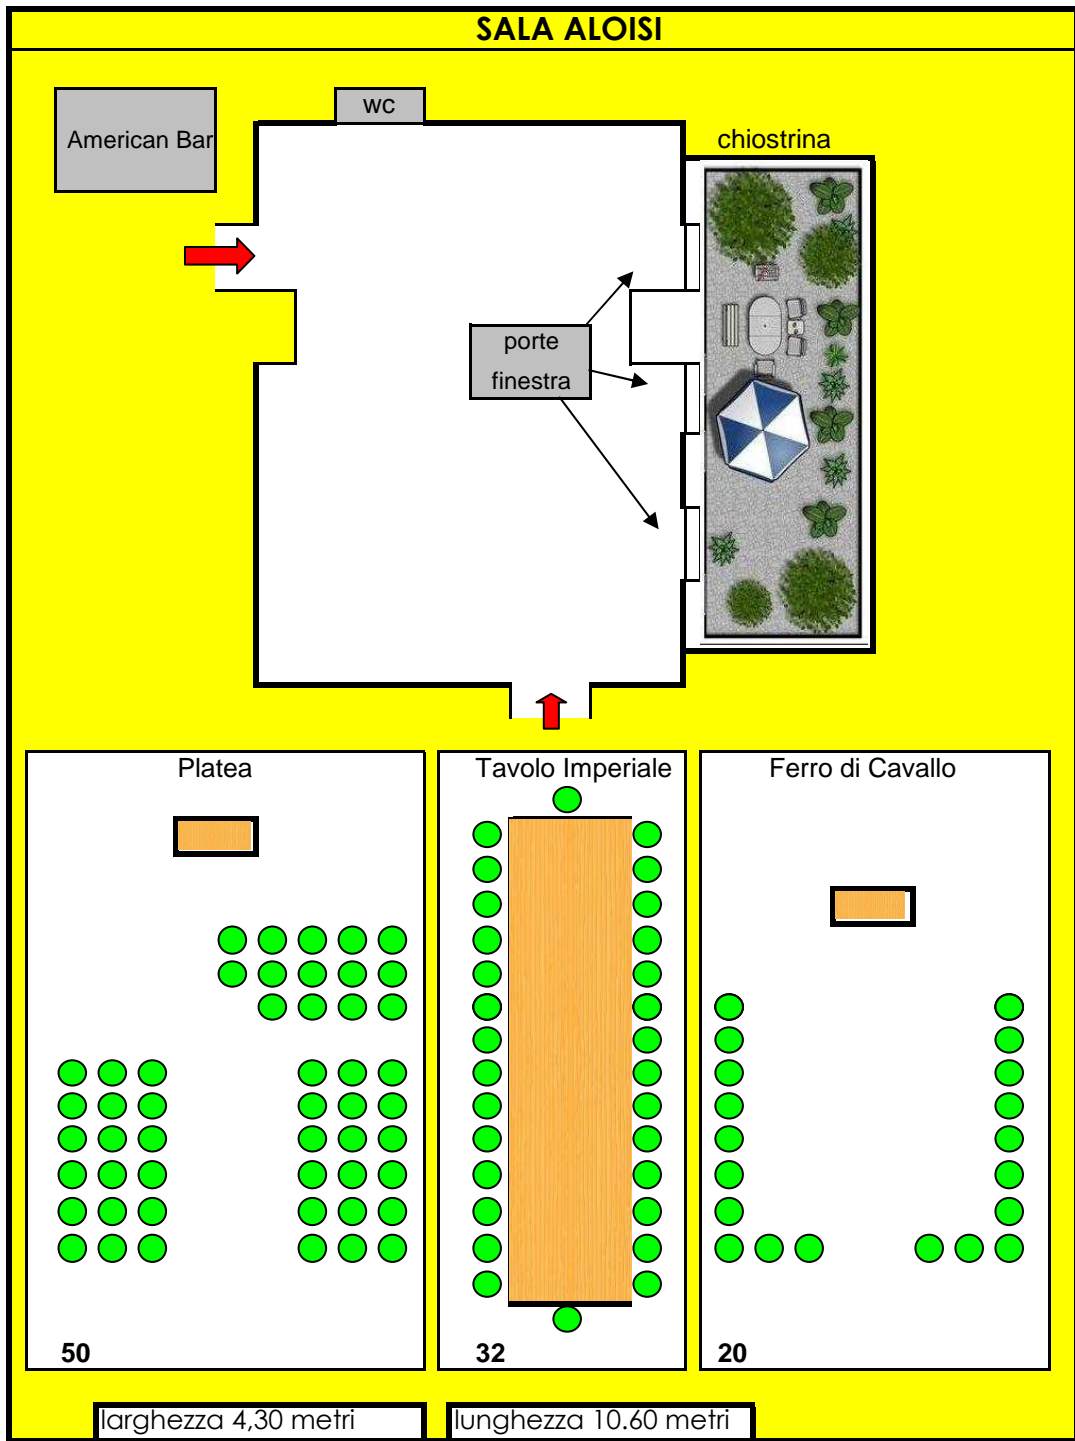 SALA ALOISI
wc
American Bar
chiostrina
porte
finestra
Platea
Tavolo Imperiale
Ferro di Cavallo
50
32
20
larghezza 4,30 metri
lunghezza 10.60 metri